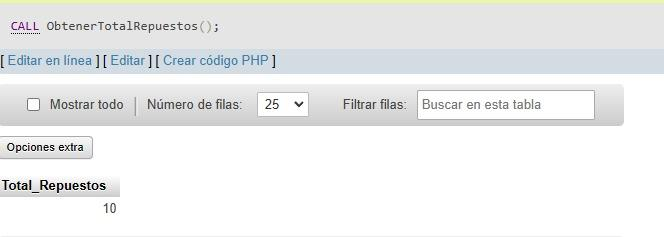 CALL ObtenerTotalRepuestos();
[ Editar en línea ] [ Editar ] [ Crear código PHP ]
Mostrar todo Número de filas: 25 Filtrar filas: Buscar en esta tabla
Opciones extra
Total_Repuestos
10